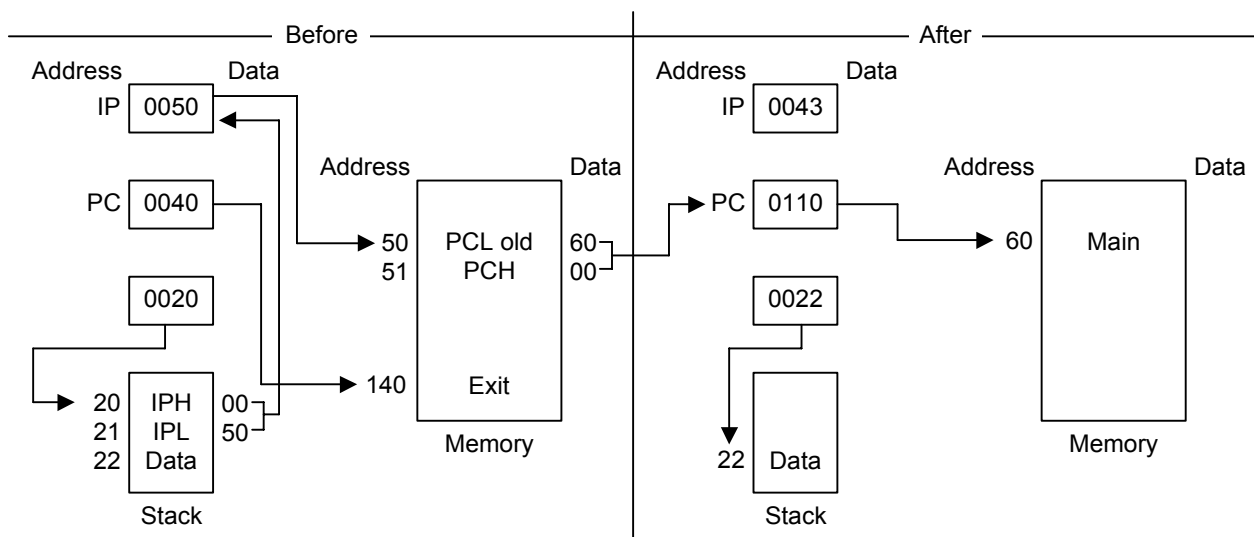 Before
Address Data
IP 0050
PC 0040
0020
20 IPH 00
21 IPL 50
22 Data
Stack
Address Data
50 PCL old 60
51 PCH 00
140 Exit
Memory
After
Address Data
IP 0043
PC 0110
0022
22 Data
Stack
Address Data
60 Main
Memory